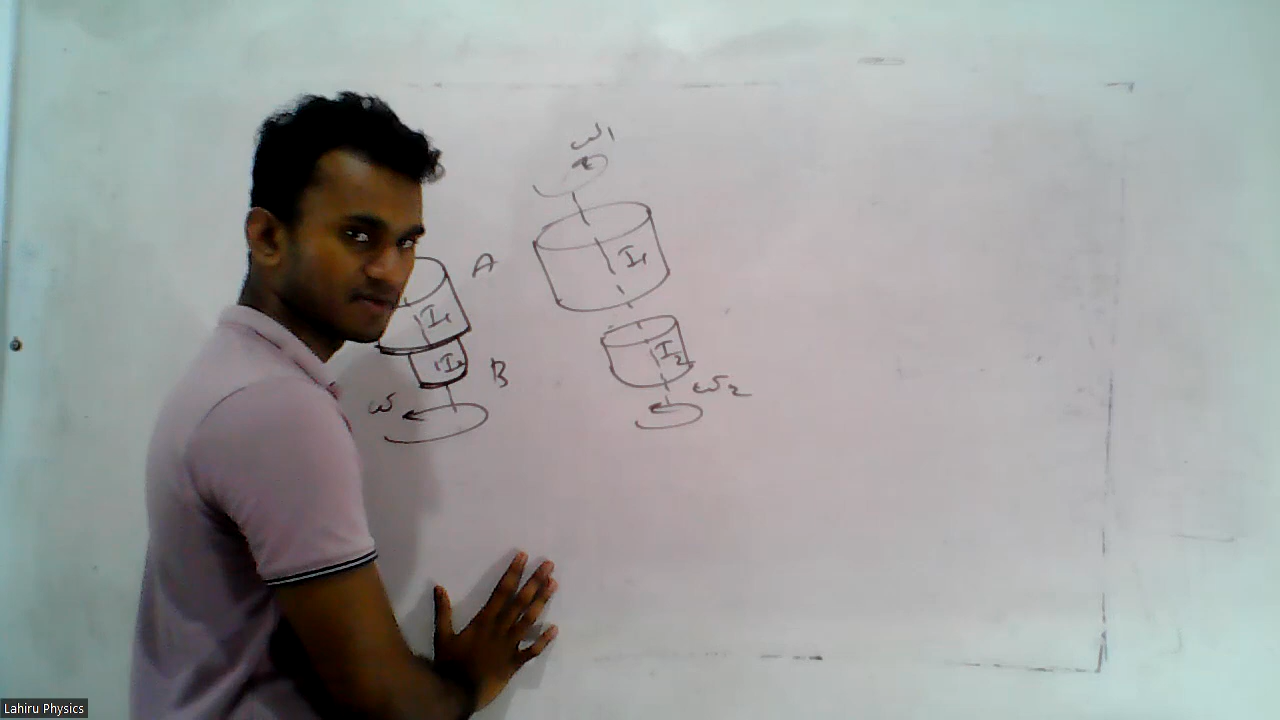 ω1
I1
A
I1
I2
I2
B
ω2
ω
Lahiru Physics